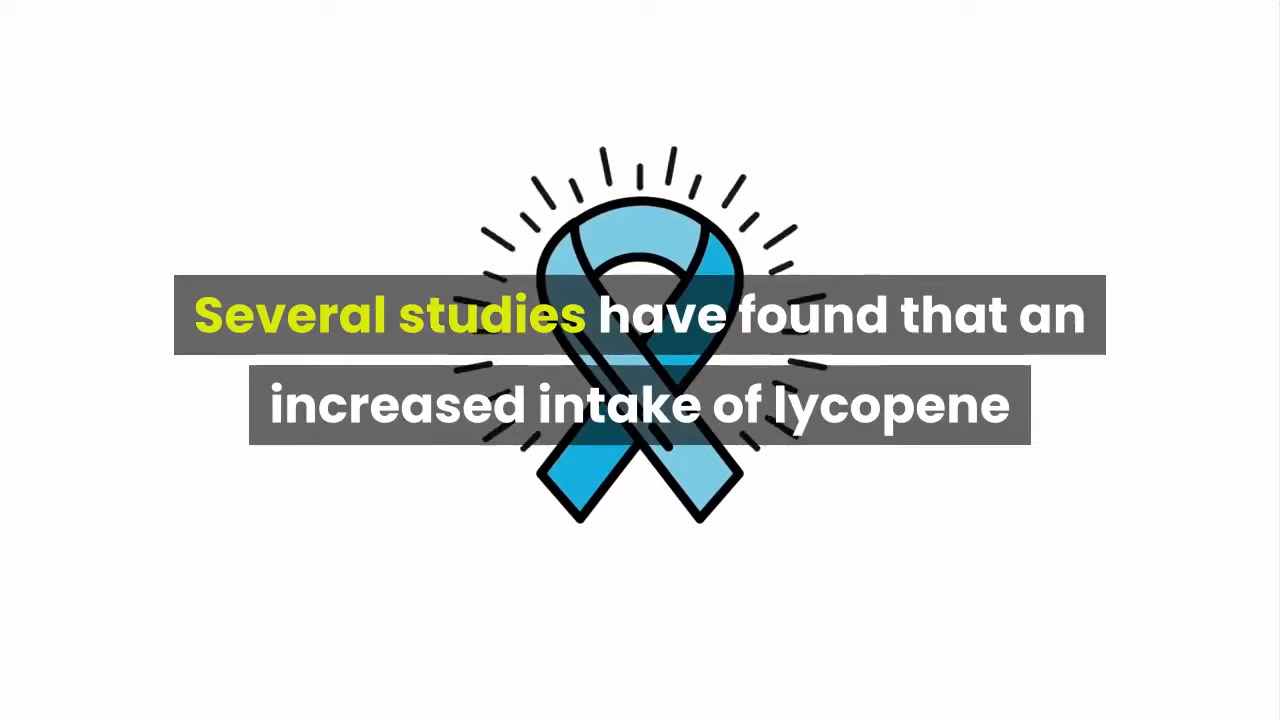 Several studies have found that an
increased intake of lycopene